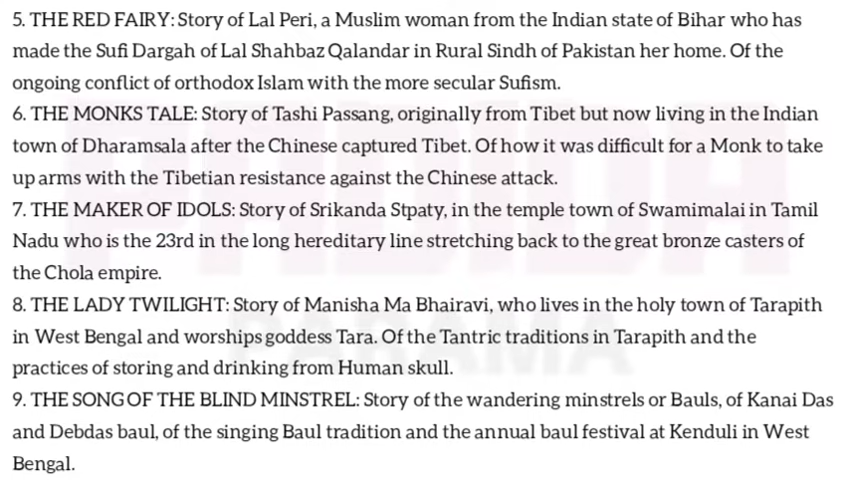 5. THE RED FAIRY: Story of Lal Peri, a Muslim woman from the Indian state of Bihar who has
made the Sufi Dargah of Lal Shahbaz Qalandar in Rural Sindh of Pakistan her home. Of the
ongoing conflict of orthodox Islam with the more secular Sufism.
6. THE MONKS TALE: Story of Tashi Passang, originally from Tibet but now living in the Indian
town of Dharamsala after the Chinese captured Tibet. Of how it was difficult for a Monk to take
up arms with the Tibetian resistance against the Chinese attack.
7. THE MAKER OF IDOLS: Story of Srikanda Stpaty, in the temple town of Swamimalai in Tamil
Nadu who is the 23rd in the long hereditary line stretching back to the great bronze casters of
the Chola empire.
8. THE LADY TWILIGHT: Story of Manisha Ma Bhairavi, who lives in the holy town of Tarapith
in West Bengal and worships goddess Tara. Of the Tantric traditions in Tarapith and the
practices of storing and drinking from Human skull.
9. THE SONG OF THE BLIND MINSTREL: Story of the wandering minstrels or Bauls, of Kanai Das
and Debdas baul, of the singing Baul tradition and the annual baul festival at Kenduli in West
Bengal.